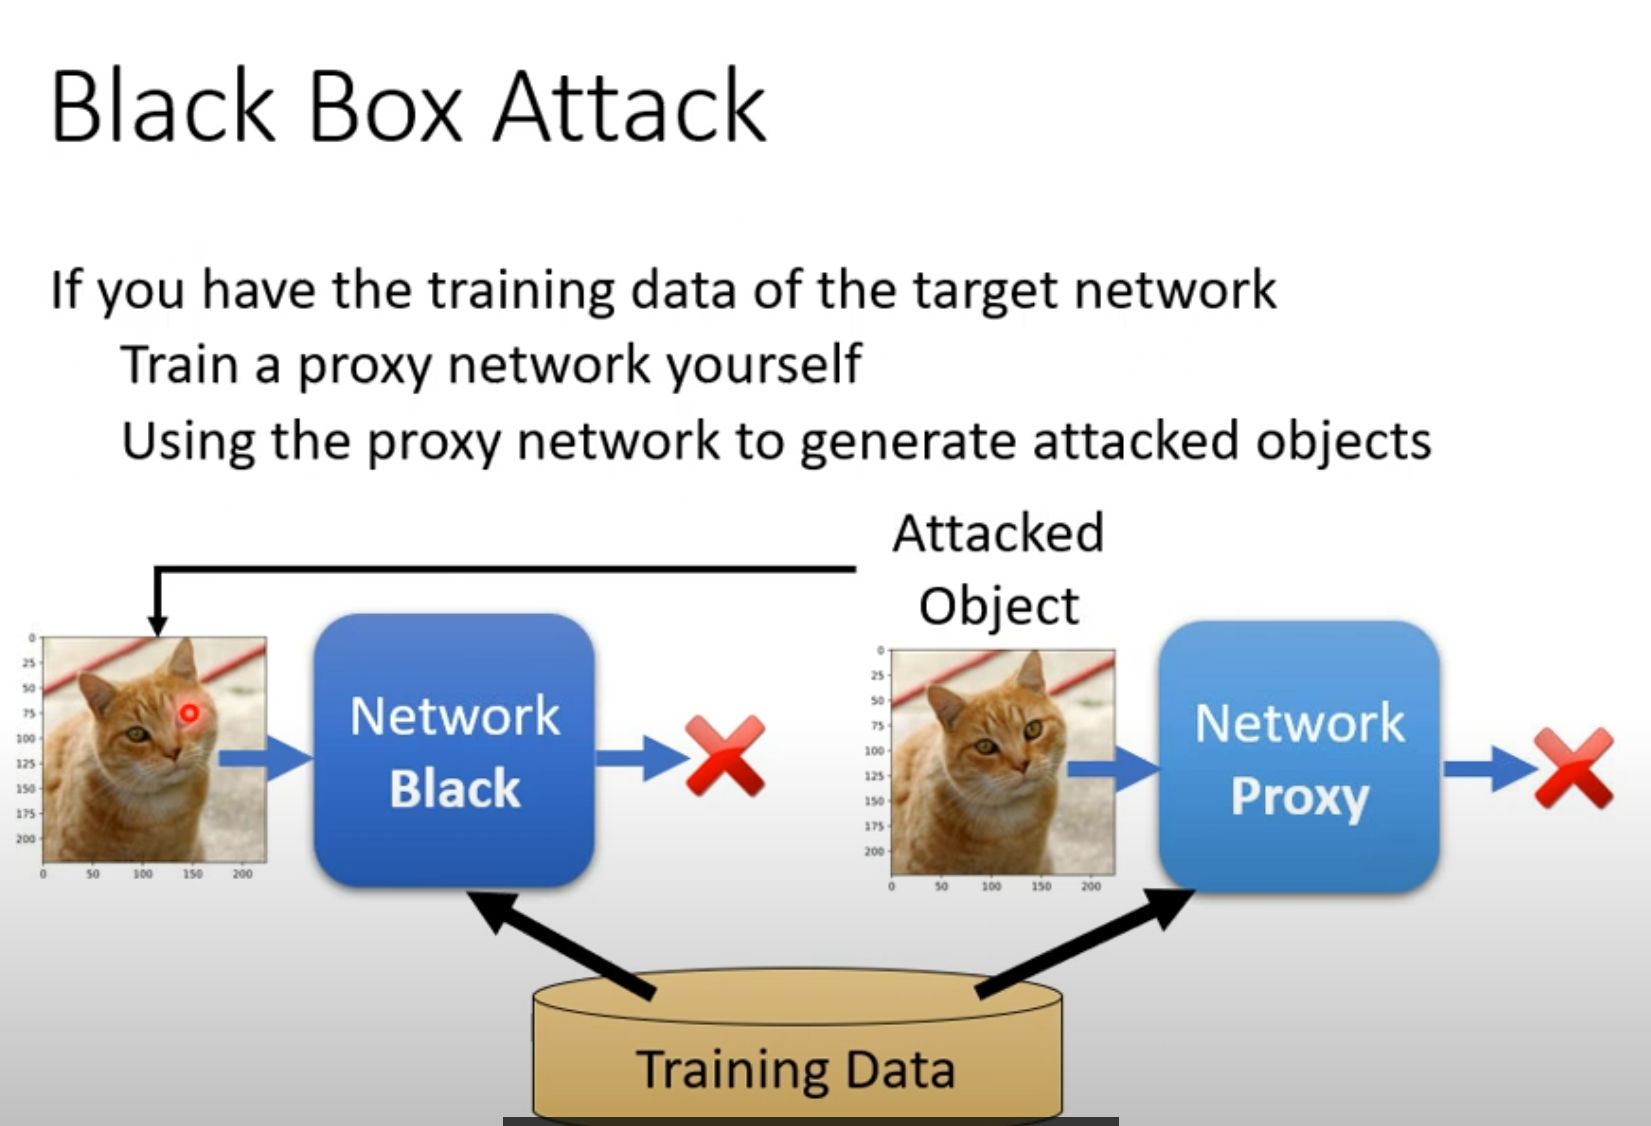 Black Box Attack
If you have the training data of the target network
Train a proxy network yourself
Using the proxy network to generate attacked objects
Attacked
Object
0
25
50
75
100
125
150
175
200
0 50 100 150 200
Network
Black
0
25
50
75
100
125
150
175
200
0 50 100 150 200
Network
Proxy
Training Data